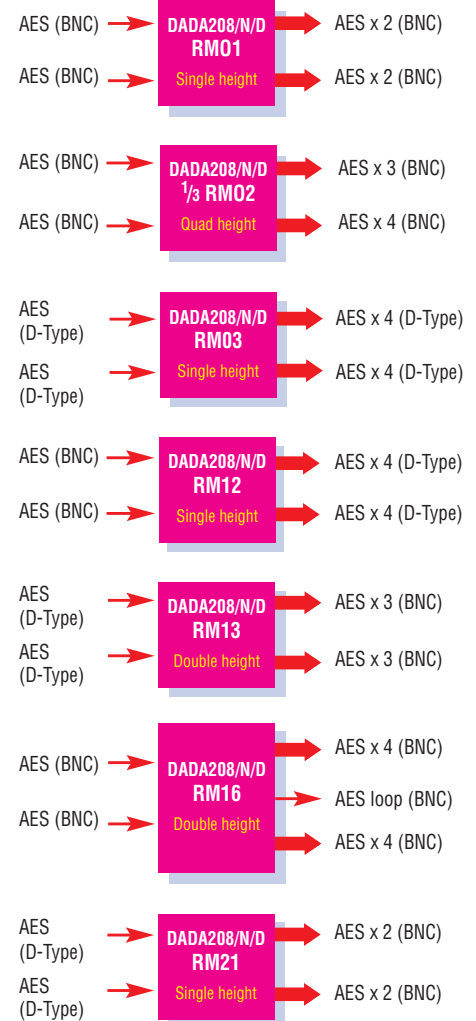 AES (BNC)
DADA208/N/D
RM01
Single height
AES x 2 (BNC)
AES (BNC)
AES x 2 (BNC)
AES (BNC)
DADA208/N/D
1/3 RM02
Quad height
AES x 3 (BNC)
AES (BNC)
AES x 4 (BNC)
AES
(D-Type)
DADA208/N/D
RM03
Single height
AES x 4 (D-Type)
AES
(D-Type)
AES x 4 (D-Type)
AES (BNC)
DADA208/N/D
RM12
Single height
AES x 4 (D-Type)
AES (BNC)
AES x 4 (D-Type)
AES
(D-Type)
DADA208/N/D
RM13
Double height
AES x 3 (BNC)
AES
(D-Type)
AES x 3 (BNC)
AES (BNC)
DADA208/N/D
RM16
Double height
AES x 4 (BNC)
AES loop (BNC)
AES (BNC)
AES x 4 (BNC)
AES
(D-Type)
DADA208/N/D
RM21
Single height
AES x 2 (BNC)
AES
(D-Type)
AES x 2 (BNC)